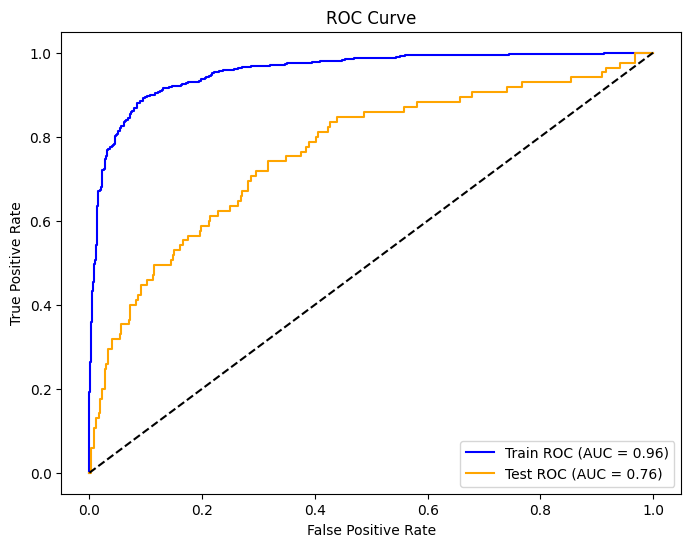 ROC Curve
True Positive Rate
1.0
0.8
0.6
0.4
0.2
0.0
Train ROC (AUC = 0.96)
Test ROC (AUC = 0.76)
0.0 0.2 0.4 0.6 0.8 1.0
False Positive Rate